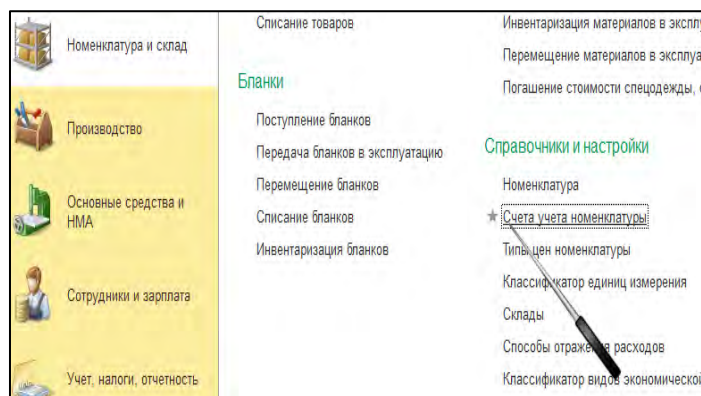 Номенклатура и склад
Производство
Основные средства и
НМА
Сотрудники и зарплата
Учет, налоги, отчетность
Списание товаров
Бланки
Поступление бланков
Передача бланков в эксплуатацию
Перемещение бланков
Списание бланков
Инвентаризация бланков
Инвентаризация материалов в
Перемещение материалов в
Погашение стоимости спецодежды,
Справочники и настройки
Номенклатура
Счета учета номенклатуры
Типы цен номенклатуры
Классификатор единиц измерения
Склады
Способы отражения расходов
Классификатор видов экономической